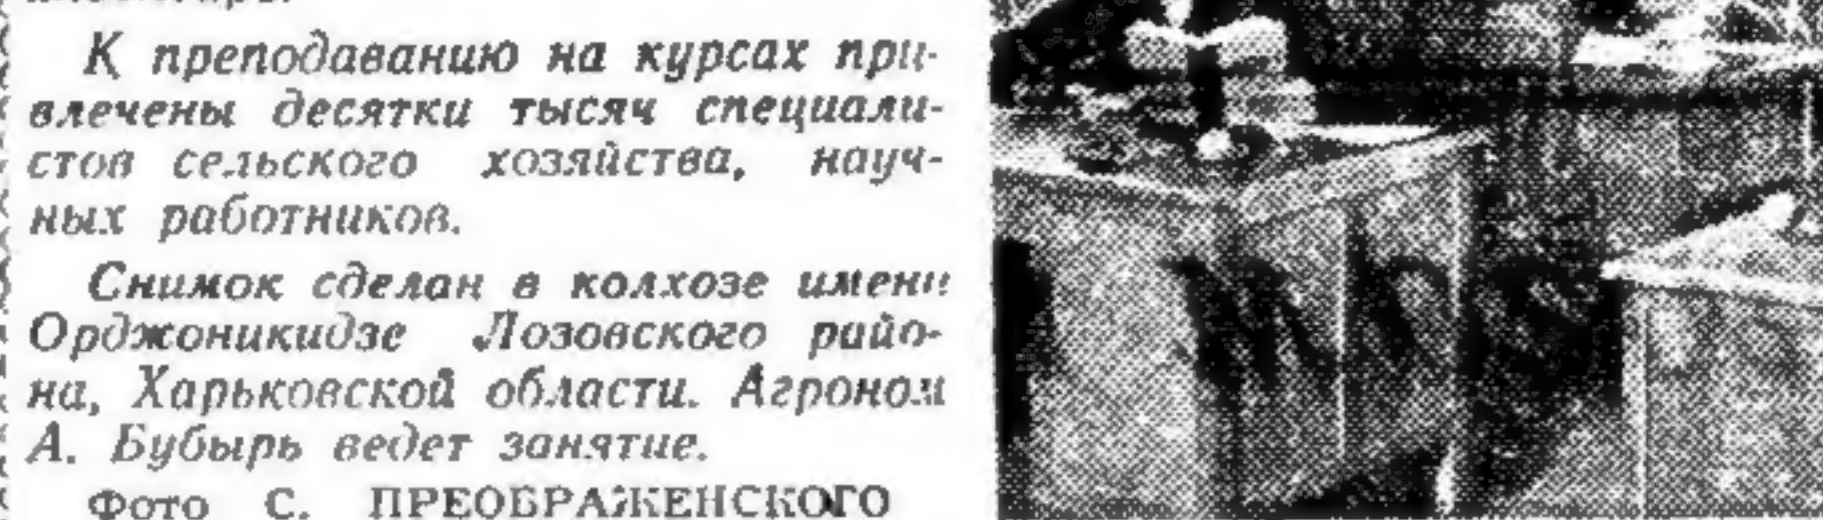 К преподаванию на курсах при-
влечены десятки тысяч специали-
стов сельского хозяйства, науч-
ных работников.
Снимок сделан в колхозе имени
Орджоникидзе Лозовского райо-
на, Харьковской области. Агроном
А. Бубырь ведет занятие.
Фото С. ПРЕОБРАЖЕНСКОГО